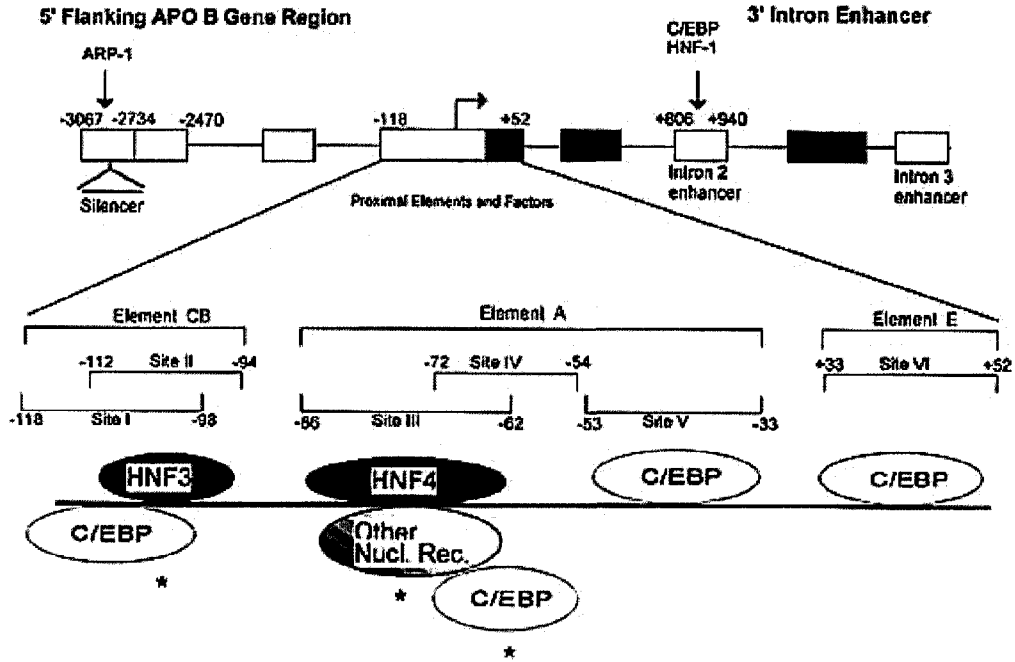 5' Flanking APO B Gene Region
3' Intron Enhancer
ARP-1
C/EBP
HNF-1
-3067 -2734 -2470
-118
+52
+806 +940
Silencer
Proximal Elements and Factors
Intron 2
enhancer
Intron 3
enhancer
Element CB
Element A
Element E
-112 Site II -94
-72 Site IV -54
+33 Site VI +52
-118 Site I -98
-86 Site III -62
-53 Site V -33
HNF3
HNF4
C/EBP
C/EBP
C/EBP
Other
Nucl. Rec.
*
*
C/EBP
*